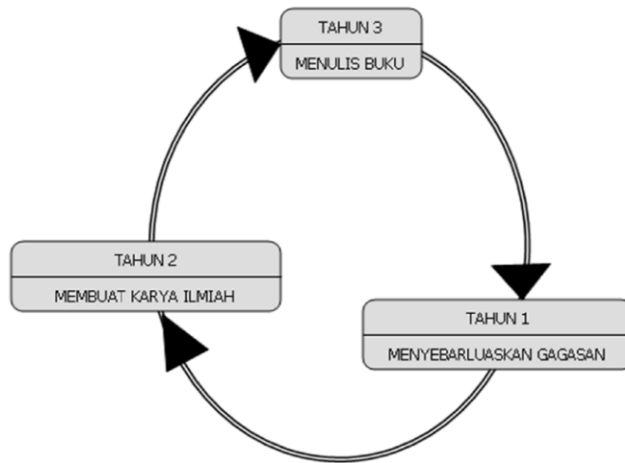 TAHUN 3
MENULIS BUKU
TAHUN 2
MEMBUAT KARYA ILMIAH
TAHUN 1
MENYEBARLUASKAN GAGASAN